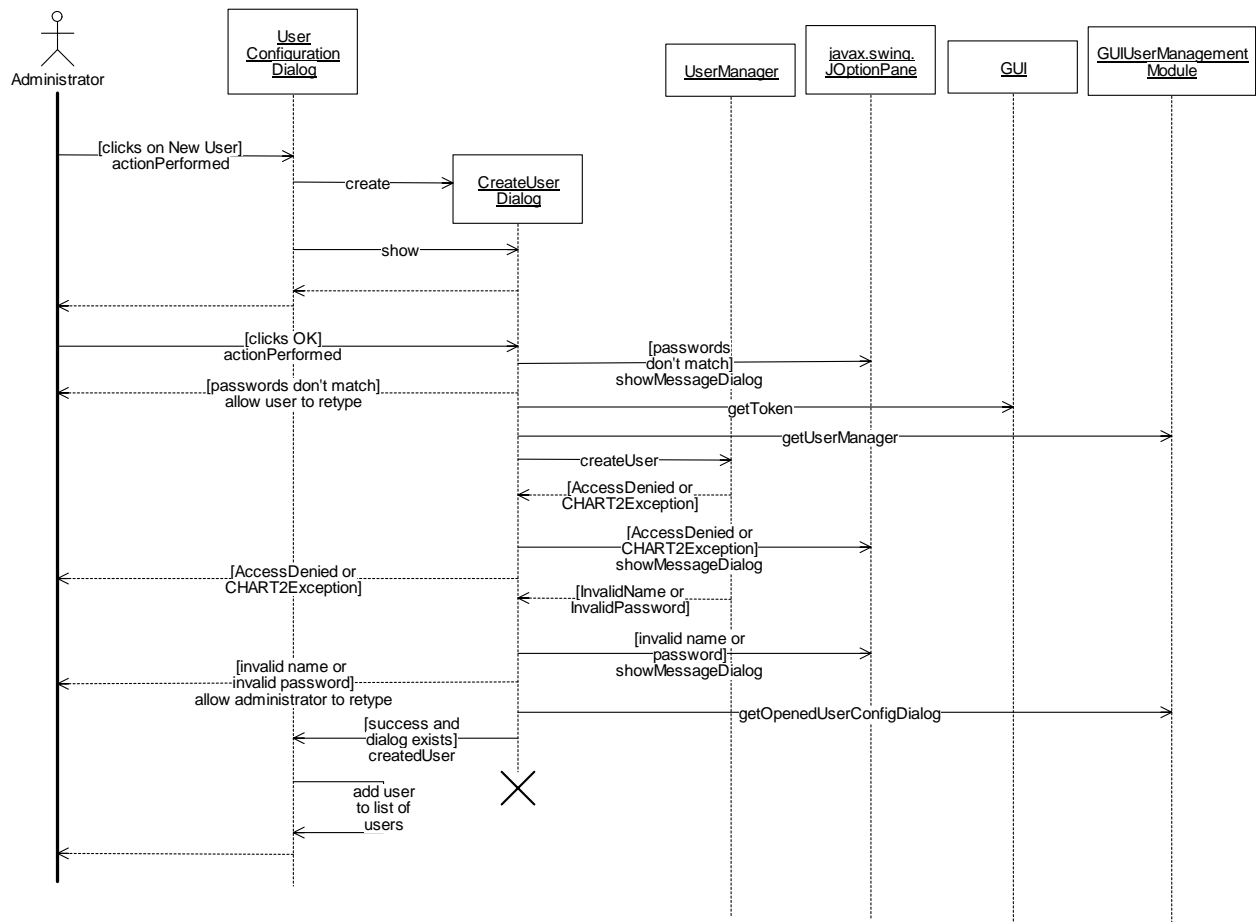 Administrator
User
Configuration
Dialog
UserManager
javax.swing.
JOptionPane
GUI
GUIUserManagement
Module
[clicks on New User]
actionPerformed
create
CreateUser
Dialog
show
[clicks OK]
actionPerformed
[passwords
don't match]
showMessageDialog
[passwords don't match]
allow user to retype
getToken
getUserManager
createUser
[AccessDenied or
CHART2Exception]
[AccessDenied or
CHART2Exception]
showMessageDialog
[AccessDenied or
CHART2Exception]
[InvalidName or
InvalidPassword]
[invalid name or
password]
showMessageDialog
[invalid name or
invalid password]
allow administrator to retype
getOpenedUserConfigDialog
[success and
dialog exists]
createdUser
add user
to list of
users